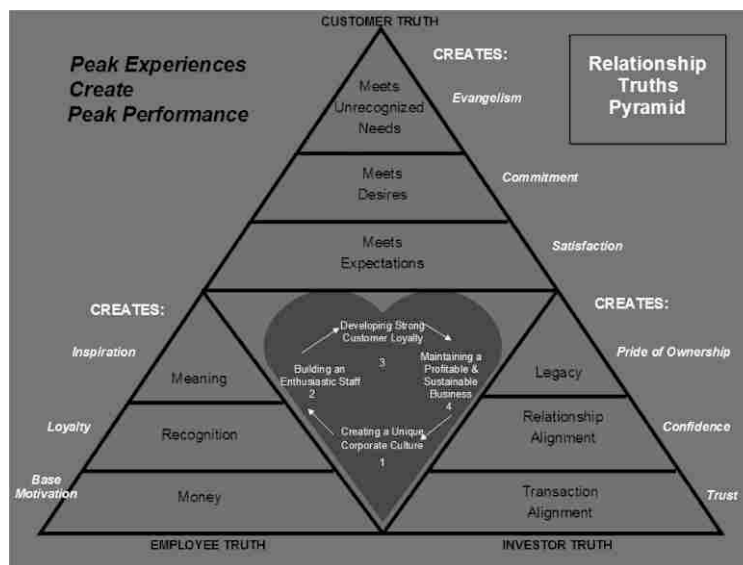 CUSTOMER TRUTH
Peak Experiences
Create
Peak Performance
CREATES:
Relationship
Truths
Pyramid
Meets
Unrecognized
Needs
Evangelism
Meets
Desires
Commitment
Meets
Expectations
Satisfaction
CREATES:
Inspiration
Meaning
Loyalty
Recognition
Base
Motivation
Money
EMPLOYEE TRUTH
Developing Strong
Customer Loyalty
3
Building an
Enthusiastic Staff
2
Maintaining a
Profitable &
Sustainable
Business
4
Creating a Unique
Corporate Culture
1
CREATES:
Pride of Ownership
Legacy
Relationship
Alignment
Confidence
Transaction
Alignment
Trust
INVESTOR TRUTH